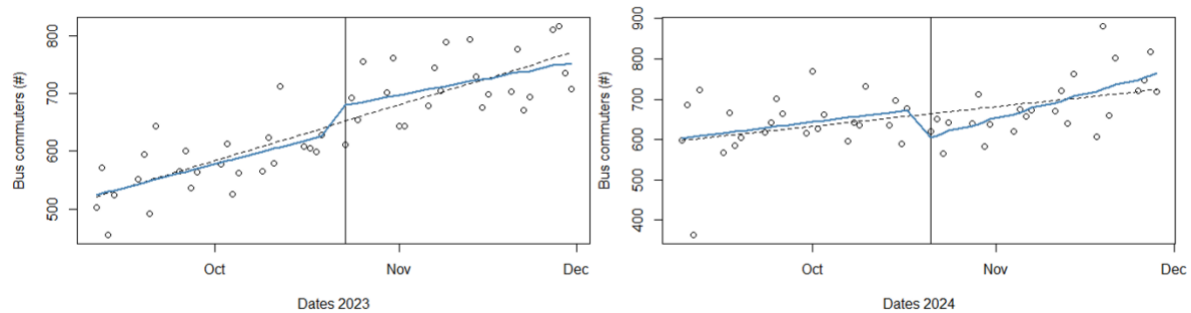 Bus commuters (#)
800
700
600
500
Oct
Nov
Dec
Dates 2023
Bus commuters (#)
900
800
700
600
500
400
Oct
Nov
Dec
Dates 2024